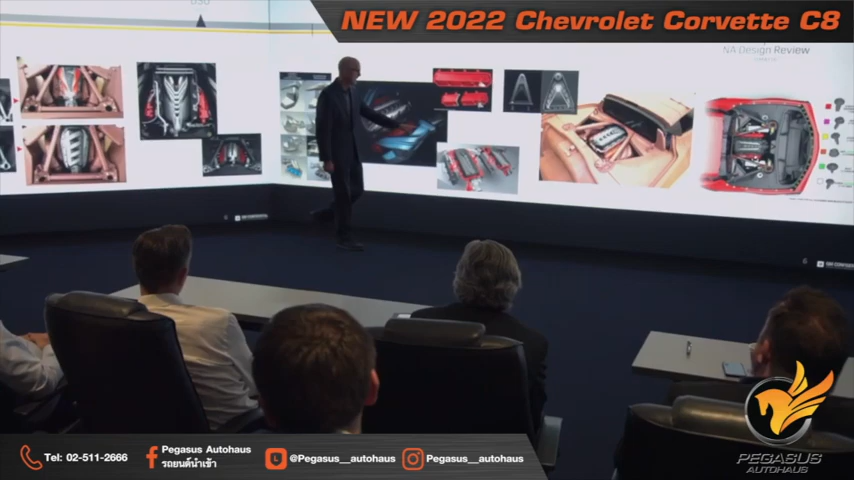 NEW 2022 Chevrolet Corvette C8
NA Design Review
Tel: 02-511-2666
Pegasus Autohaus
รถยนต์นำเข้า
@Pegasus__autohaus
Pegasus__autohaus
PEGASUS
AUTOHAUS